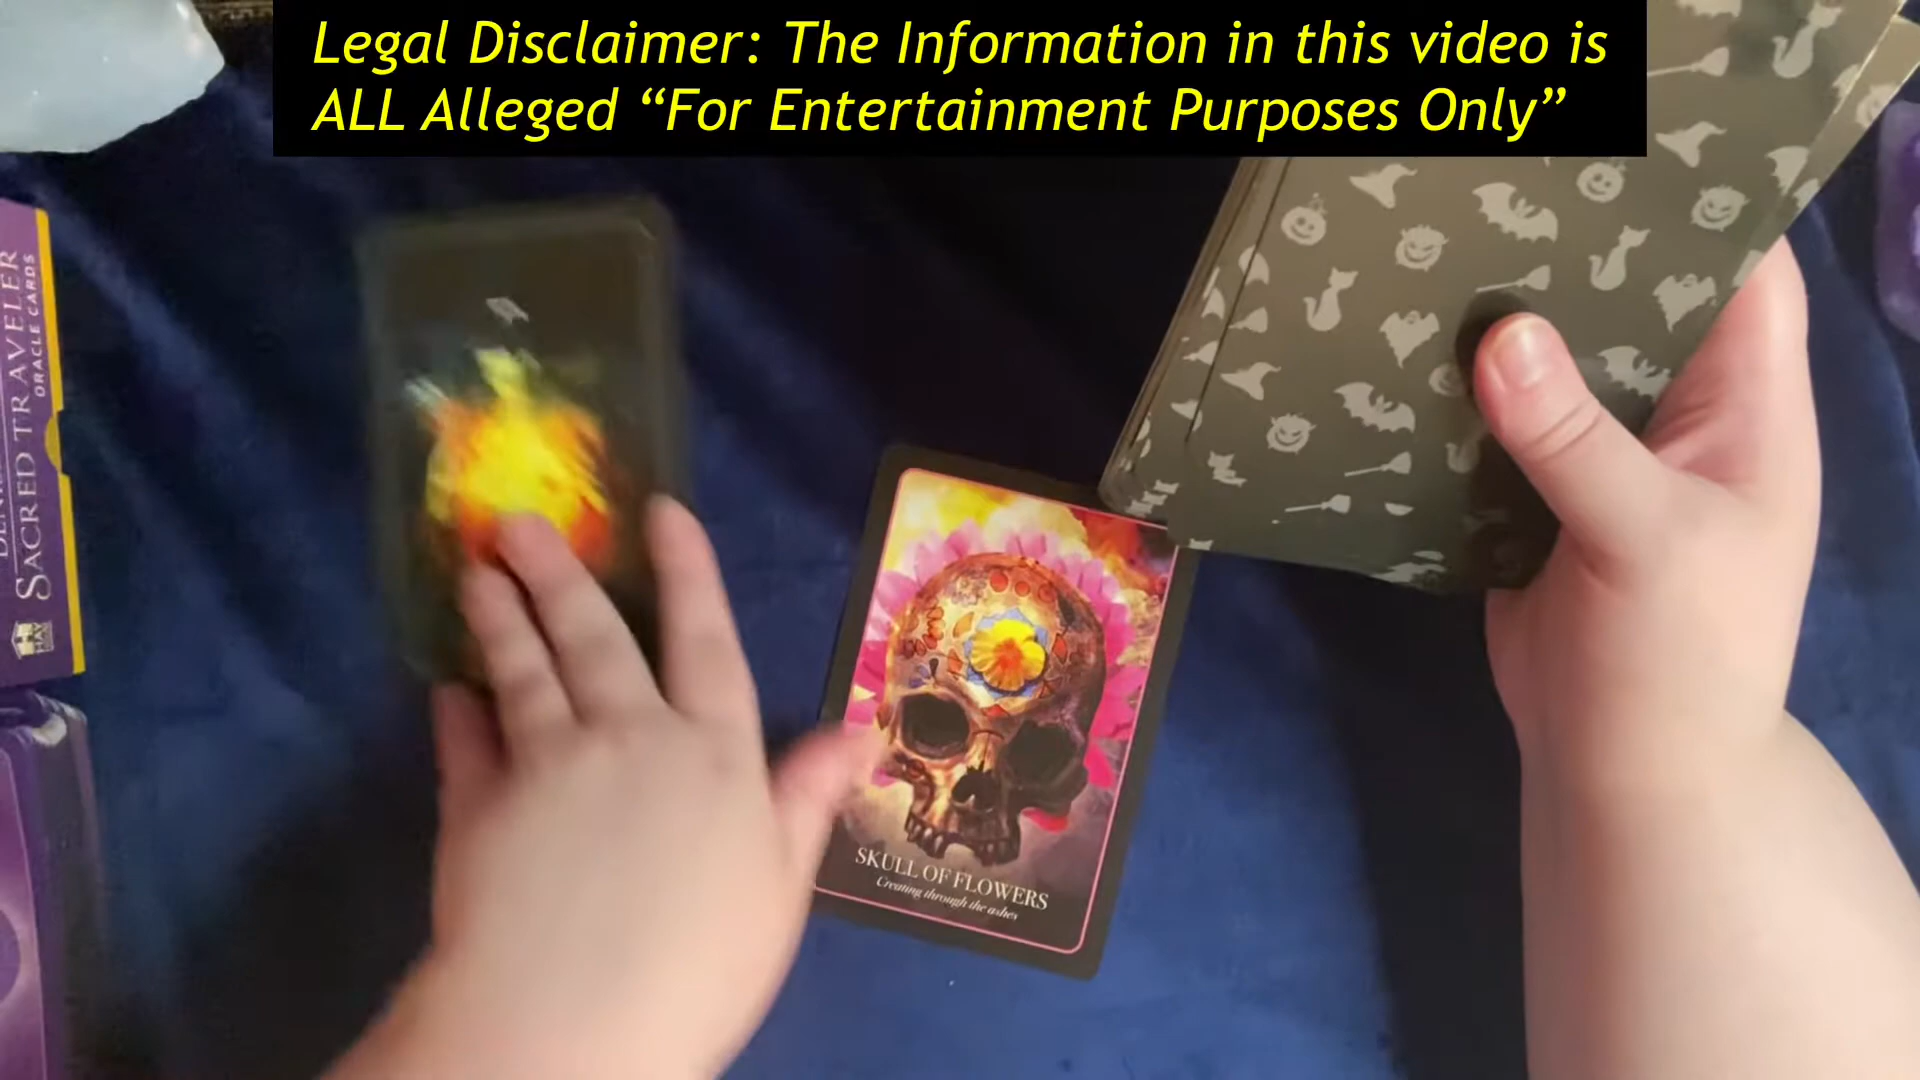 Legal Disclaimer: The Information in this video is
ALL Alleged “For Entertainment Purposes Only”
SACRED TRAVELER
ORACLE CARDS
HAY
SKULL OF FLOWERS
Creating through the ashes